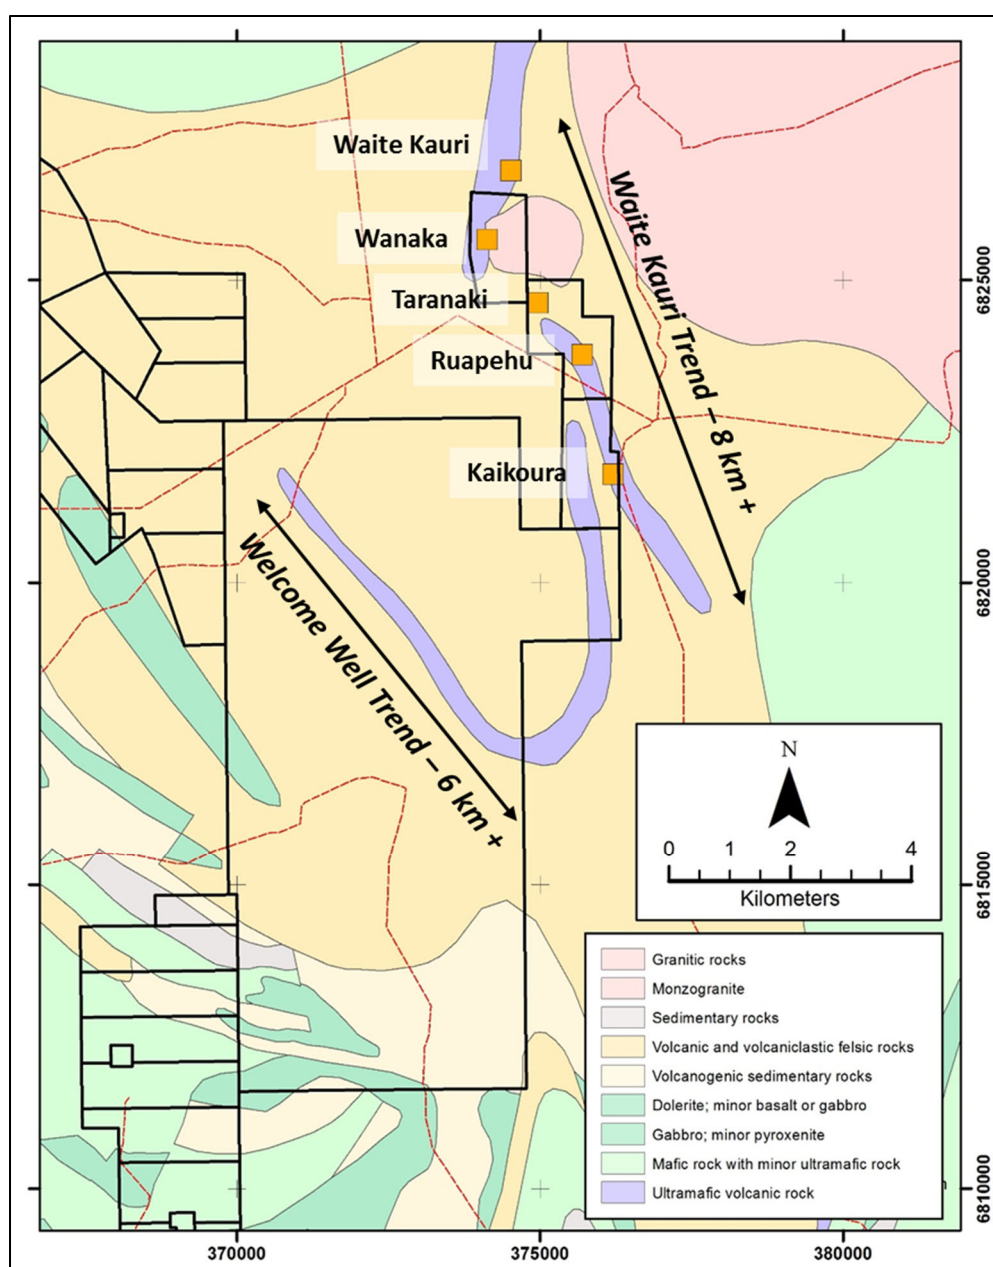 Waite Kauri
Wanaka
Taranaki
Ruapehu
Kaikoura
Waite Kauri Trend – 8 km +
Welcome Well Trend – 6 km +
6825000
6820000
6815000
6810000
N
0 1 2 4
Kilometers
Granitic rocks
Monzogranite
Sedimentary rocks
Volcanic and volcaniclastic felsic rocks
Volcanogenic sedimentary rocks
Dolerite; minor basalt or gabbro
Gabbro; minor pyroxenite
Mafic rock with minor ultramafic rock
Ultramafic volcanic rock
370000 375000 380000